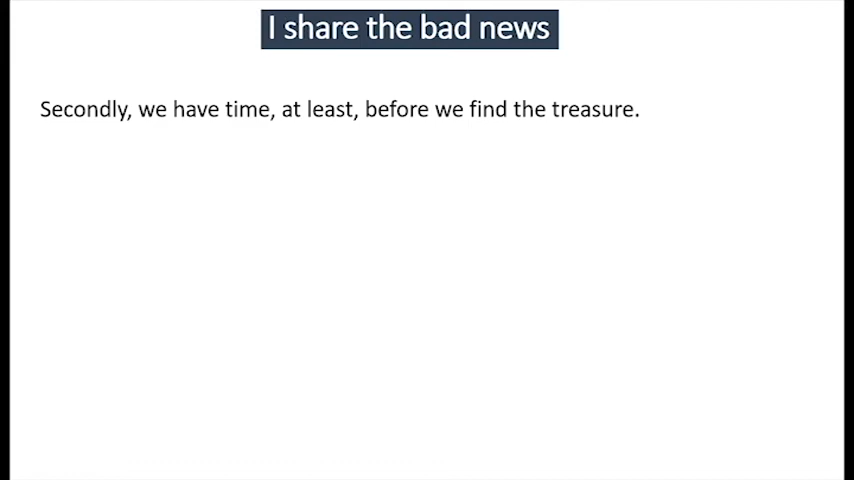 I share the bad news
Secondly, we have time, at least, before we find the treasure.